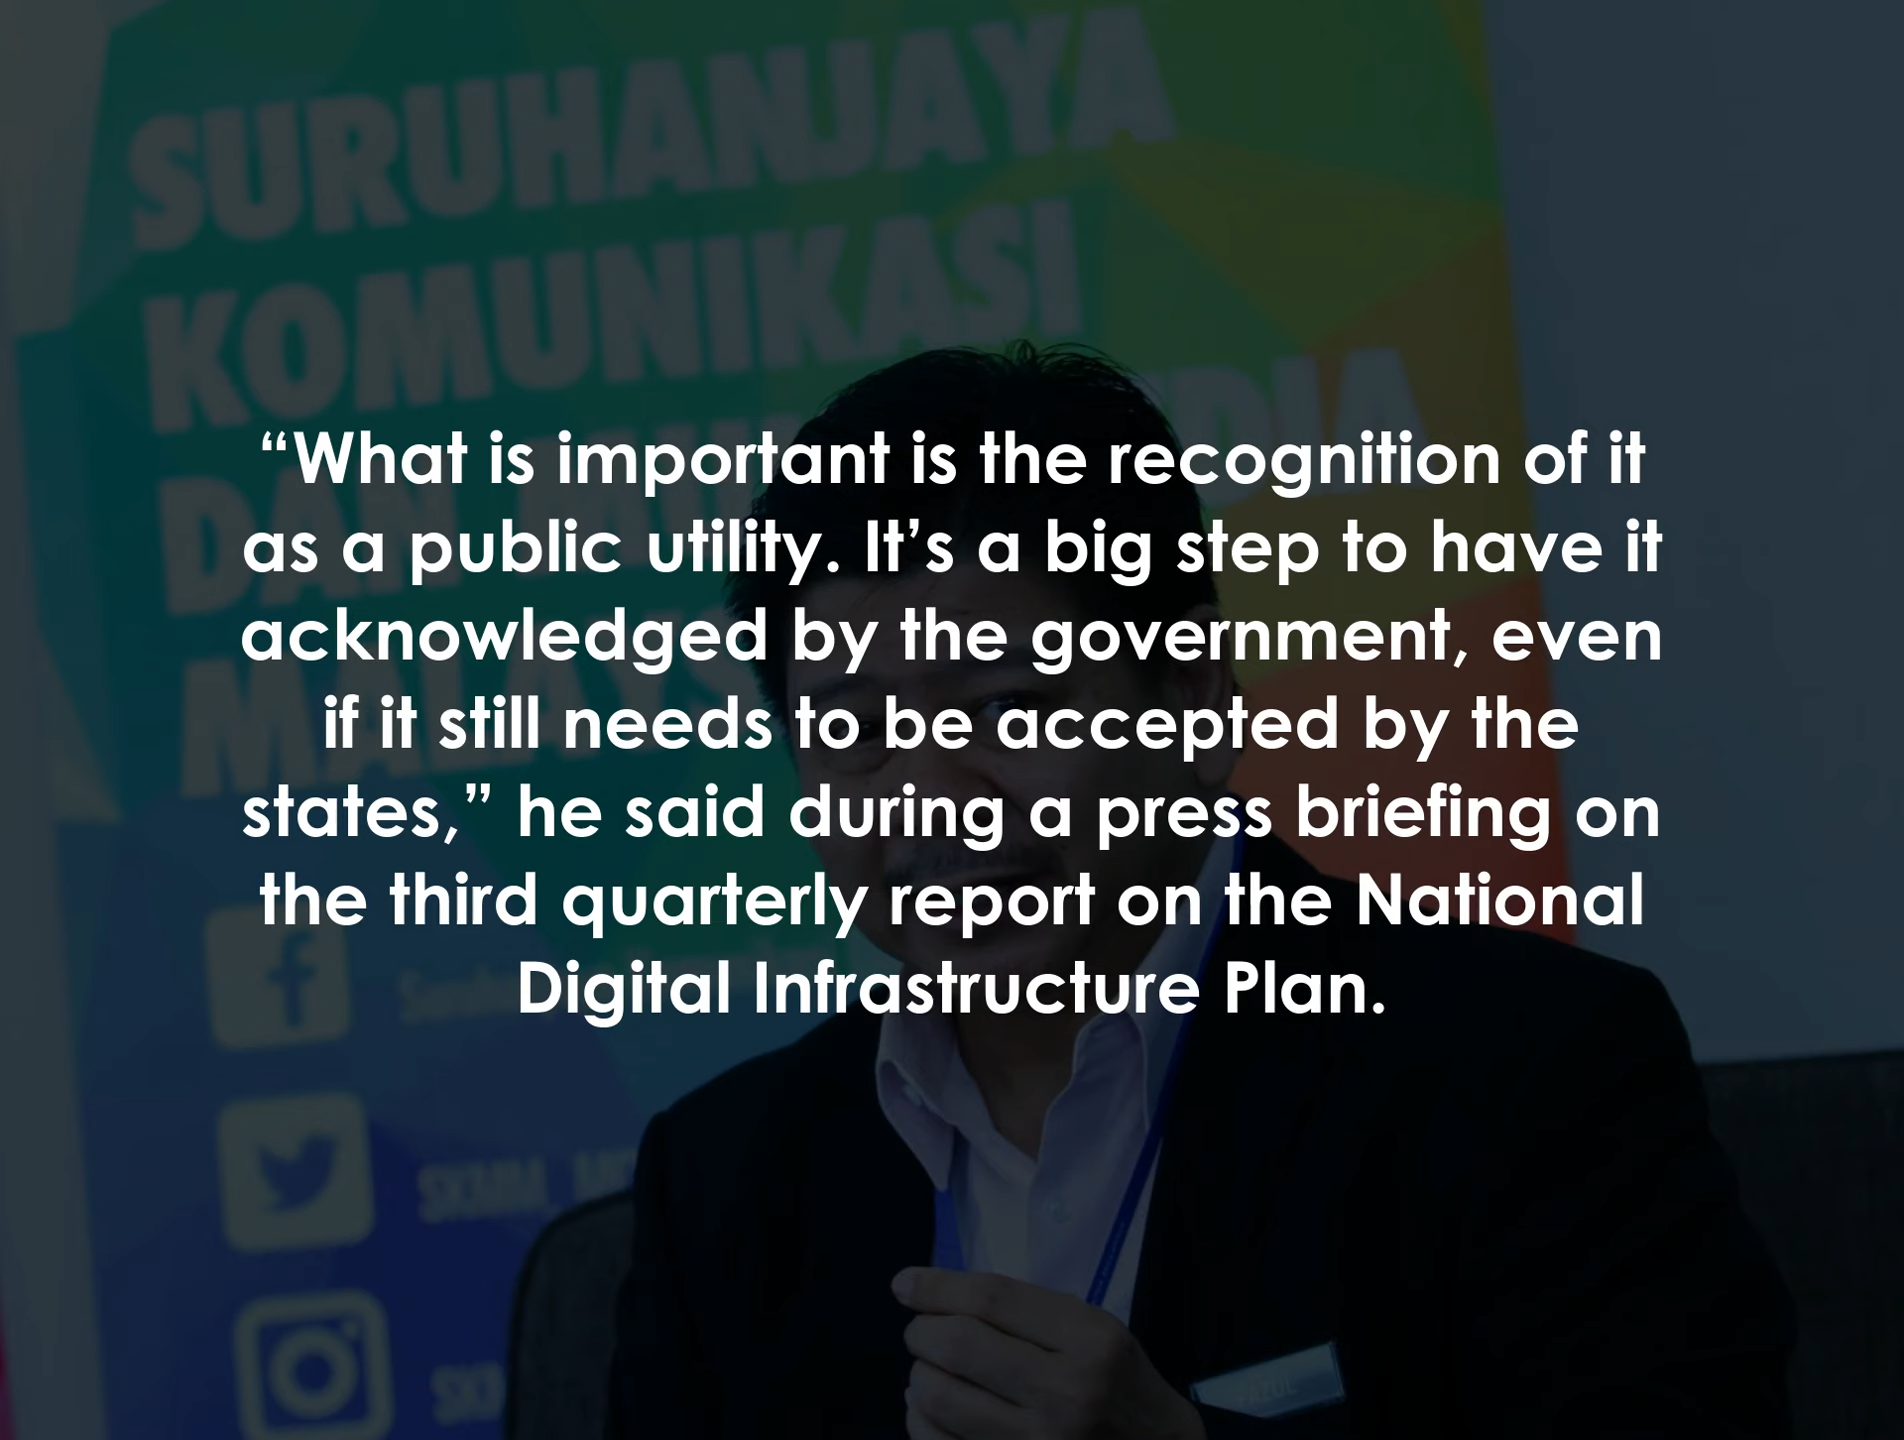 SURUHANJAYA
KOMUNIKASI
DAN
“What is important is the recognition of it
as a public utility. It’s a big step to have it
acknowledged by the government, even
if it still needs to be accepted by the
states,” he said during a press briefing on
the third quarterly report on the National
Digital Infrastructure Plan.